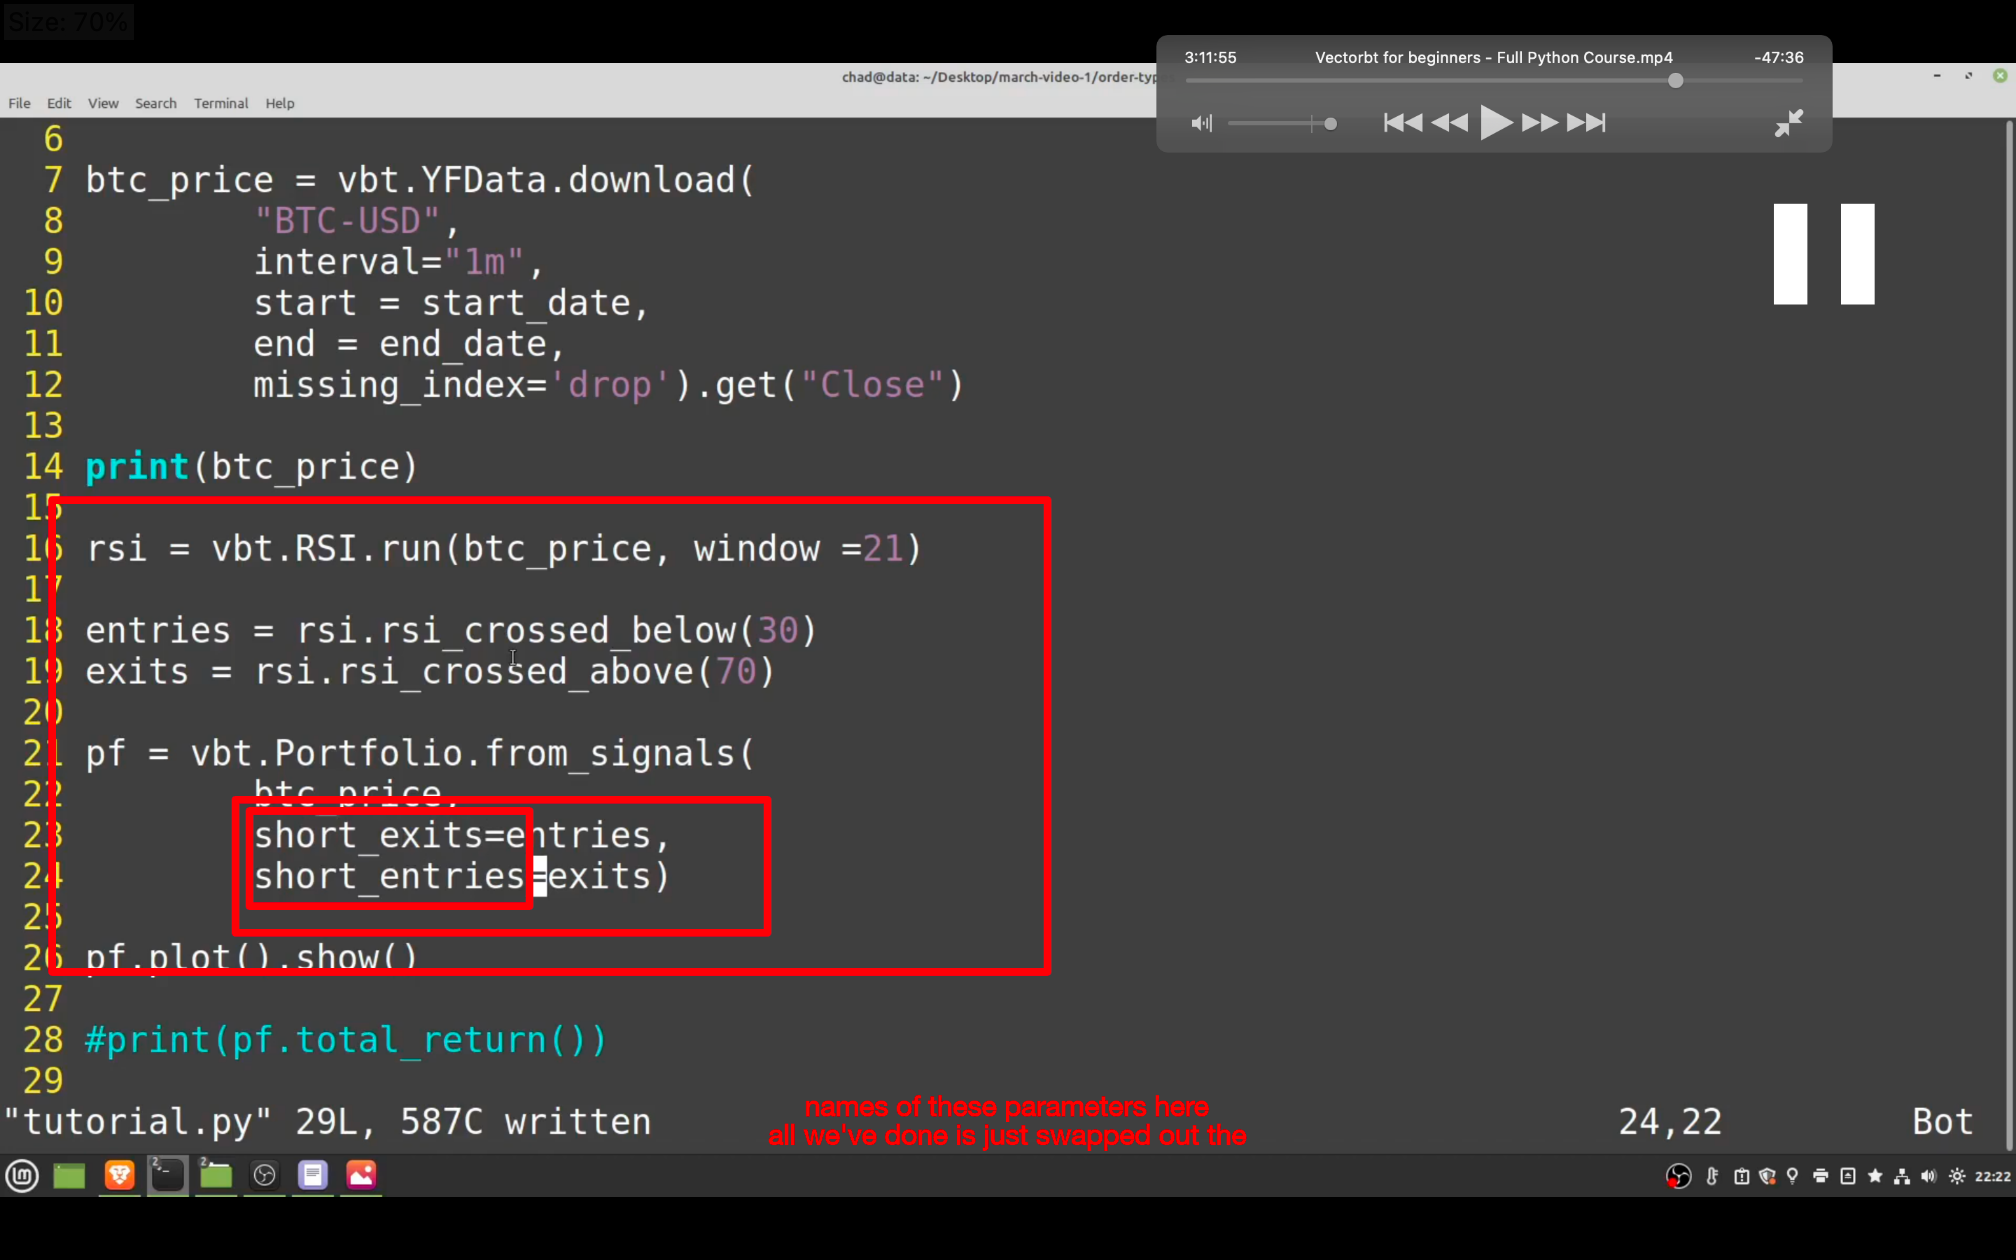 Size: 70%
3:11:55 Vectorbt for beginners - Full Python Course.mp4 -47:36
chad@data: ~/Desktop/march-video-1/order-typ
File Edit View Search Terminal Help
6
7 btc_price = vbt.YFData.download(
8 "BTC-USD",
9 interval="1m",
10 start = start_date,
11 end = end_date,
12 missing_index='drop').get("Close")
13
14 print(btc_price)
15
16 rsi = vbt.RSI.run(btc_price, window =21)
17
18 entries = rsi.rsi_crossed_below(30)
19 exits = rsi.rsi_crossed_above(70)
20
21 pf = vbt.Portfolio.from_signals(
22 btc_price,
23 short_exits=entries,
24 short_entries=exits)
25
26 pf.plot().show()
27
28 #print(pf.total_return())
29
"tutorial.py" 29L, 587C written 24,22 Bot
names of these parameters here
all we've done is just swapped out the
2 2 22:22